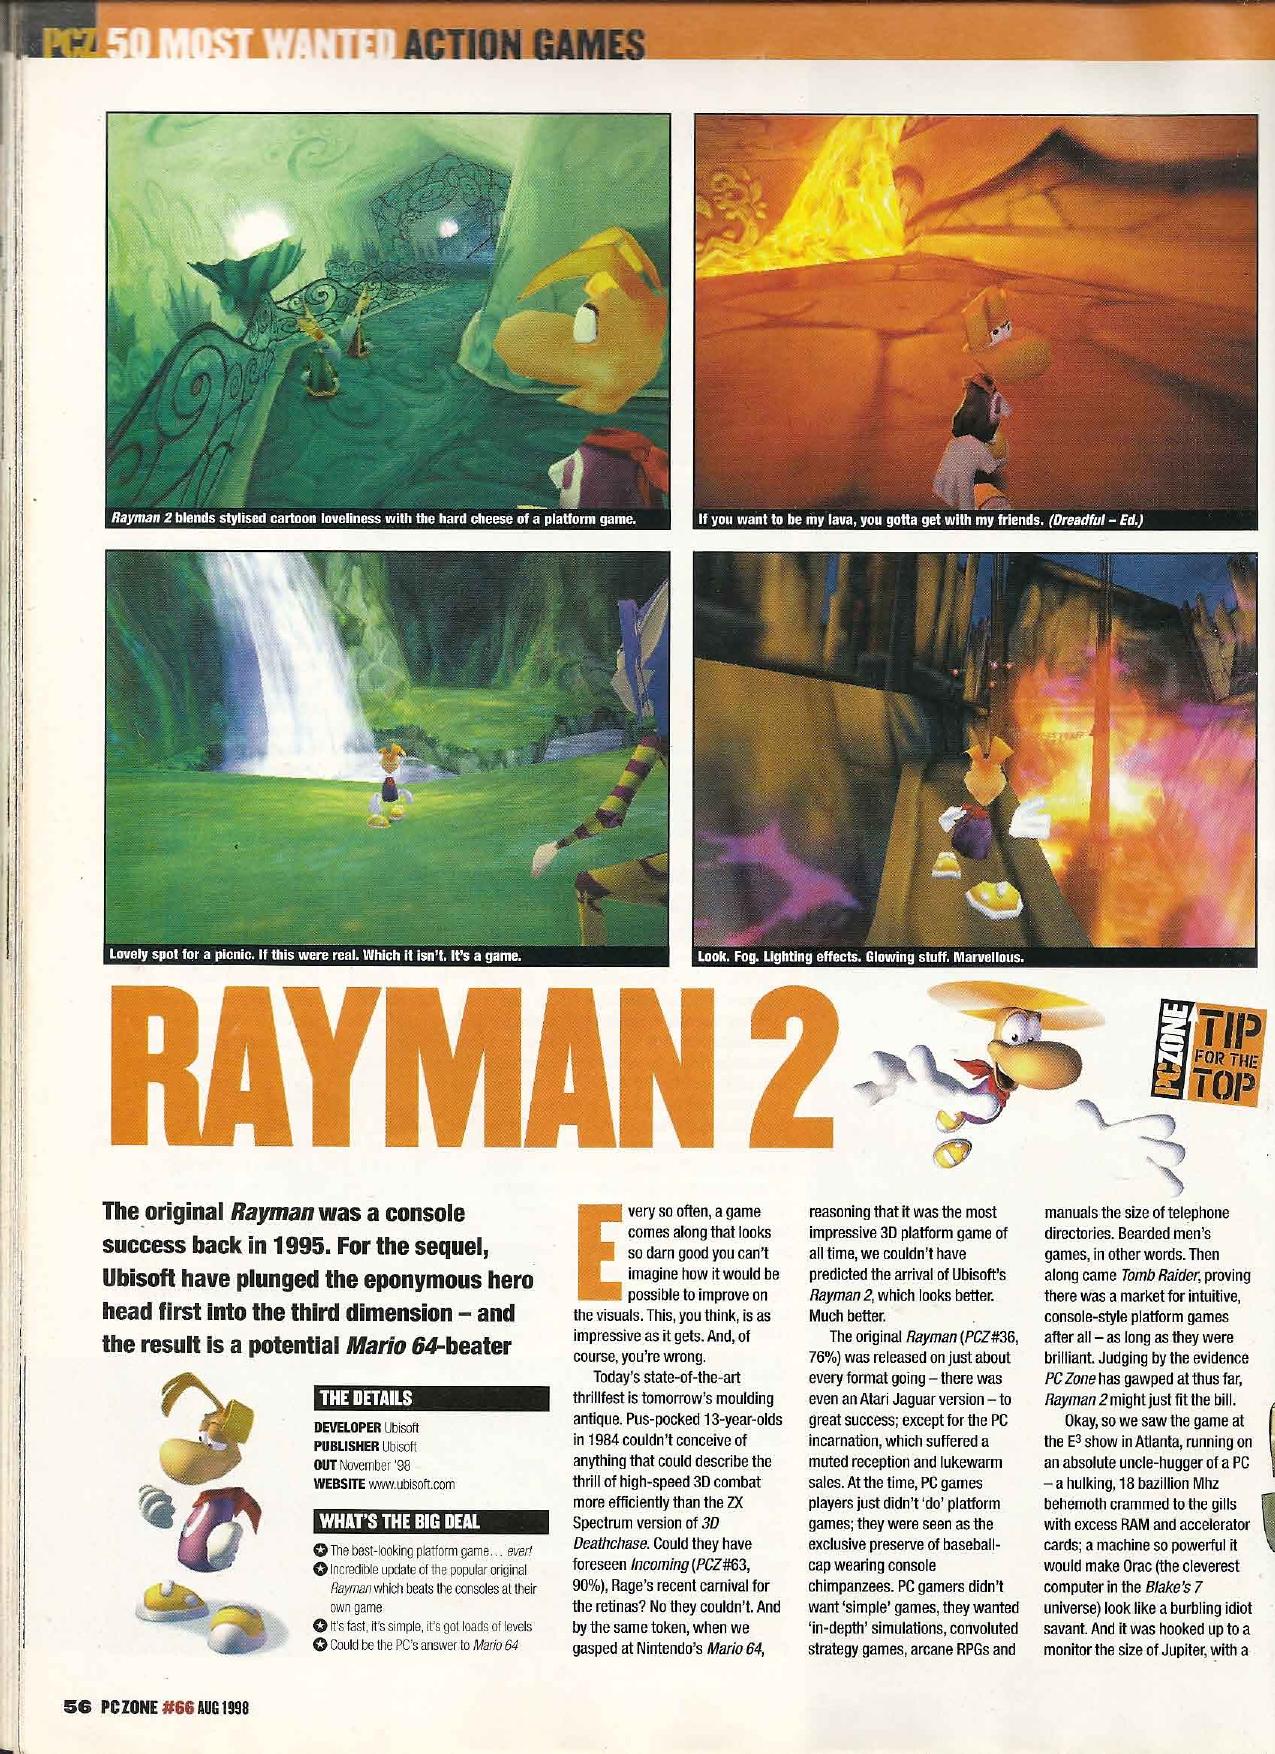 PCZ 50 MOST WANTED ACTION GAMES
Rayman 2 blends stylised cartoon loveliness with the hard cheese of a platform game.
If you want to be my lava, you gotta get with my friends. (Dreadful – Ed.)
Lovely spot for a picnic. If this were real. Which it isn't. It's a game.
Look. Fog. Lighting effects. Glowing stuff. Marvellous.
RAYMAN 2
PCZONE
TIP
FOR THE
TOP
The original Rayman was a console
success back in 1995. For the sequel,
Ubisoft have plunged the eponymous hero
head first into the third dimension – and
the result is a potential Mario 64-beater
THE DETAILS
DEVELOPER Ubisoft
PUBLISHER Ubisoft
OUT November '98
WEBSITE www.ubisoft.com
WHAT'S THE BIG DEAL
The best-looking platform game... ever!
Incredible update of the popular original
Rayman which beats the consoles at their
own game
It's fast, it's simple, it's got loads of levels
Could be the PC's answer to Mario 64
Every so often, a game
comes along that looks
so darn good you can't
imagine how it would be
possible to improve on
the visuals. This, you think, is as
impressive as it gets. And, of
course, you're wrong.
Today's state-of-the-art
thrillfest is tomorrow's moulding
antique. Pus-pocked 13-year-olds
in 1984 couldn't conceive of
anything that could describe the
thrill of high-speed 3D combat
more efficiently than the ZX
Spectrum version of 3D
Deathchase. Could they have
foreseen Incoming (PCZ #63,
90%), Rage's recent carnival for
the retinas? No they couldn't. And
by the same token, when we
gasped at Nintendo's Mario 64,
reasoning that it was the most
impressive 3D platform game of
all time, we couldn't have
predicted the arrival of Ubisoft's
Rayman 2, which looks better.
Much better.
The original Rayman (PCZ #36,
76%) was released on just about
every format going – there was
even an Atari Jaguar version – to
great success; except for the PC
incarnation, which suffered a
muted reception and lukewarm
sales. At the time, PC games
players just didn't 'do' platform
games; they were seen as the
exclusive preserve of baseball-
cap wearing console
chimpanzees. PC gamers didn't
want 'simple' games, they wanted
'in-depth' simulations, convoluted
strategy games, arcane RPGs and
manuals the size of telephone
directories. Bearded men's
games, in other words. Then
along came Tomb Raider, proving
there was a market for intuitive,
console-style platform games
after all – as long as they were
brilliant. Judging by the evidence
PC Zone has gawped at thus far,
Rayman 2 might just fit the bill.
Okay, so we saw the game at
the E³ show in Atlanta, running on
an absolute uncle-hugger of a PC
– a hulking, 18 bazillion Mhz
behemoth crammed to the gills
with excess RAM and accelerator
cards; a machine so powerful it
would make Orac (the cleverest
computer in the Blake's 7
universe) look like a burbling idiot
savant. And it was hooked up to a
monitor the size of Jupiter, with a
56 PCZONE #66 AUG 1998